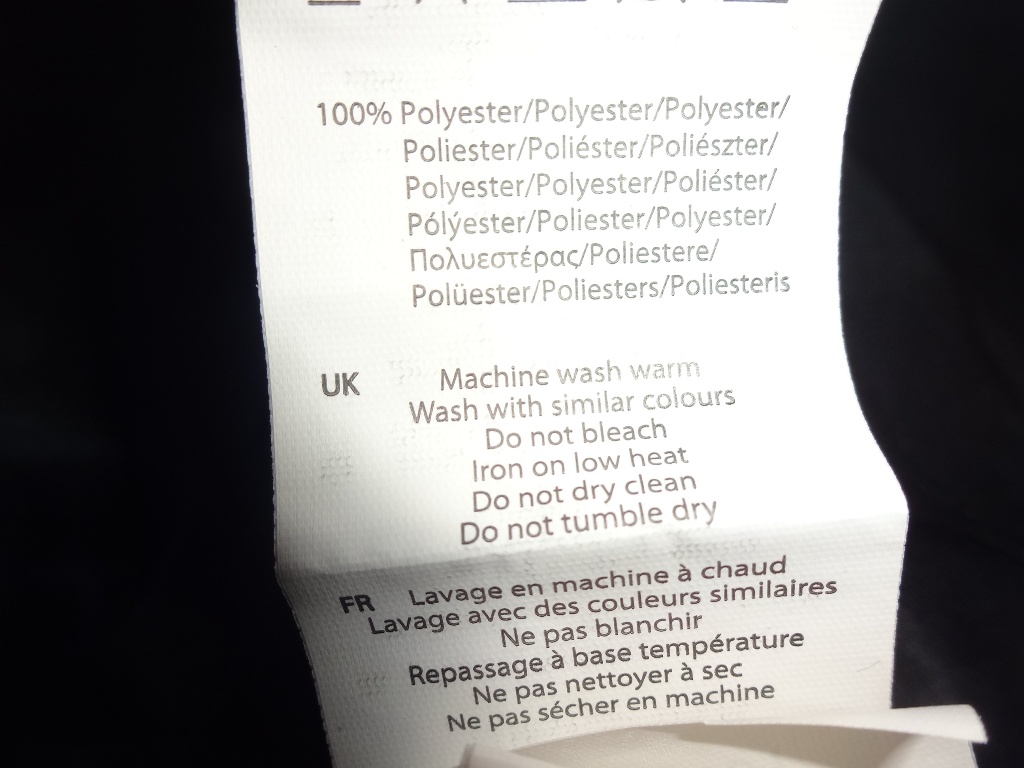 100% Polyester/Polyester/Polyester/
Poliester/Poliéster/Poliészter/
Polyester/Polyester/Poliéster/
Pólýester/Poliester/Polyester/
Πολυεστέρας/Poliestere/
Polüester/Poliesters/Poliesteris
UK Machine wash warm
Wash with similar colours
Do not bleach
Iron on low heat
Do not dry clean
Do not tumble dry
FR Lavage en machine à chaud
Lavage avec des couleurs similaires
Ne pas blanchir
Repassage à base température
Ne pas nettoyer à sec
Ne pas sécher en machine